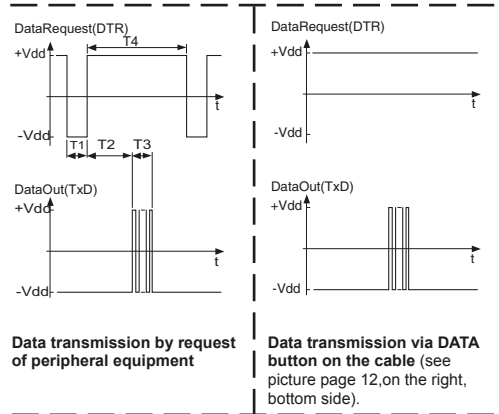 DataRequest(DTR)
+Vdd
T4
t
-Vdd
T1
T2
T3
DataOut(TxD)
+Vdd
t
-Vdd
Data transmission by request
of peripheral equipment
DataRequest(DTR)
+Vdd
t
-Vdd
DataOut(TxD)
+Vdd
t
-Vdd
Data transmission via DATA
button on the cable (see
picture page 12,on the right,
bottom side).